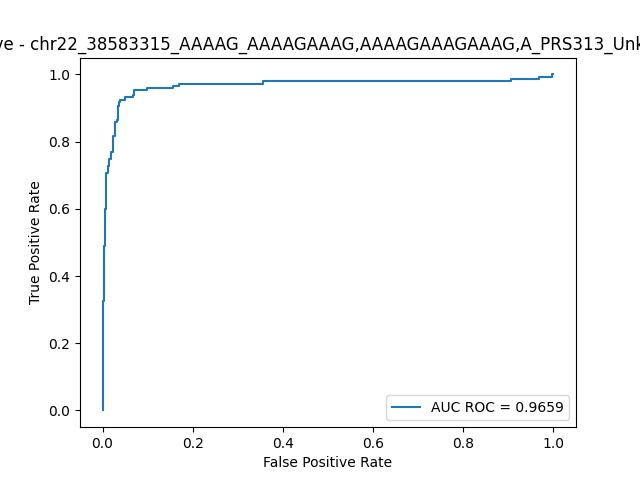 ve - chr22_38583315_AAAAG_AAAAGAAAG,AAAAGAAAGAAAG,A_PRS313_Unk
1.0
0.8
0.6
0.4
0.2
0.0
True Positive Rate
0.0 0.2 0.4 0.6 0.8 1.0
False Positive Rate
AUC ROC = 0.9659